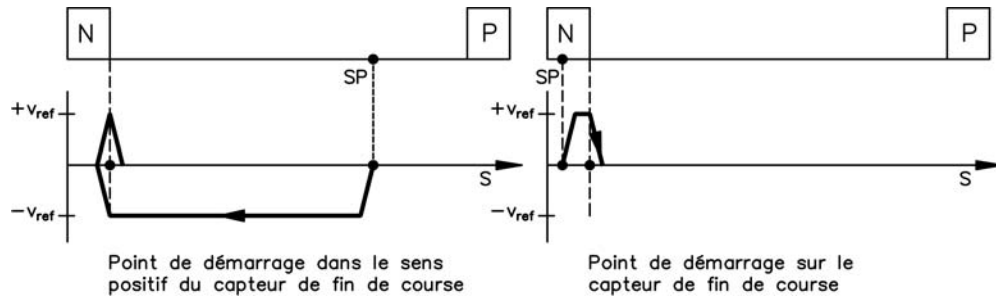 N P N P
SP SP
+vref +vref
S S
−vref −vref
Point de démarrage dans le sens
positif du capteur de fin de course
Point de démarrage sur le
capteur de fin de course